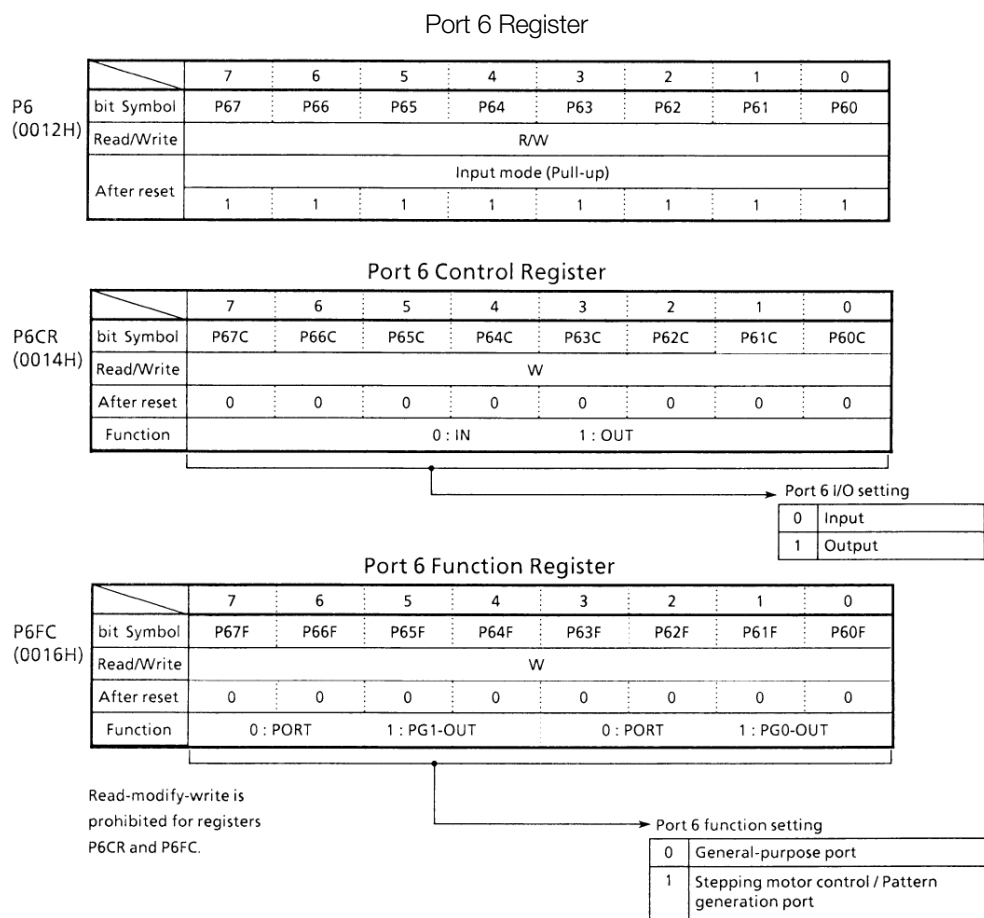 Port 6 Register
7 6 5 4 3 2 1 0
P6 (0012H)
bit Symbol P67 P66 P65 P64 P63 P62 P61 P60
Read/Write R/W
After reset Input mode (Pull-up)
1 1 1 1 1 1 1 1
Port 6 Control Register
7 6 5 4 3 2 1 0
P6CR (0014H)
bit Symbol P67C P66C P65C P64C P63C P62C P61C P60C
Read/Write W
After reset 0 0 0 0 0 0 0 0
Function 0 : IN 1 : OUT
Port 6 I/O setting
0 Input
1 Output
Port 6 Function Register
7 6 5 4 3 2 1 0
P6FC (0016H)
bit Symbol P67F P66F P65F P64F P63F P62F P61F P60F
Read/Write W
After reset 0 0 0 0 0 0 0 0
Function 0 : PORT 1 : PG1-OUT 0 : PORT 1 : PG0-OUT
Read-modify-write is
prohibited for registers
P6CR and P6FC.
Port 6 function setting
0 General-purpose port
1 Stepping motor control / Pattern
generation port